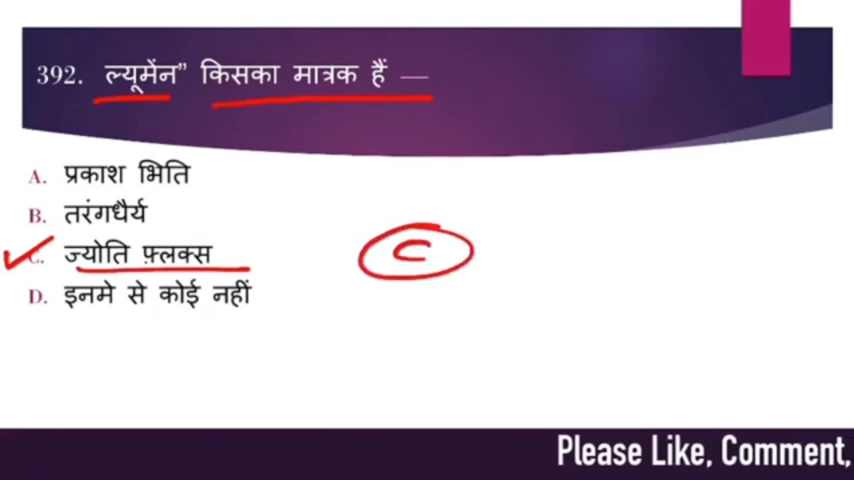 392. ल्यूमेंन” किसका मात्रक हैं —
A. प्रकाश भिति
B. तरंगधैर्य
C. ज्योति फ़्लक्स
C
D. इनमे से कोई नहीं
Please Like, Comment,